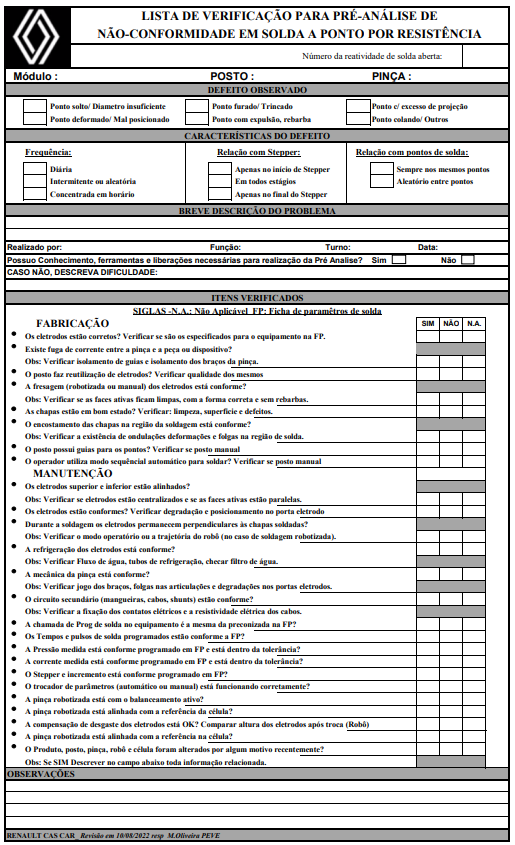 LISTA DE VERIFICAÇÃO PARA PRÉ-ANÁLISE DE
NÃO-CONFORMIDADE EM SOLDA A PONTO POR RESISTÊNCIA
Número da reatividade de solda aberta:
Módulo : POSTO : PINÇA :
DEFEITO OBSERVADO
Ponto solto/ Diametro insuficiente Ponto furado/ Trincado Ponto c/ excesso de projeção
Ponto deformado/ Mal posicionado Ponto com expulsão, rebarba Ponto colando/ Outros
CARACTERÍSTICAS DO DEFEITO
Frequência: Relação com Stepper: Relação com pontos de solda:
Diária Apenas no início de Stepper Sempre nos mesmos pontos
Intermitente ou aleatória Em todos estágios Aleatório entre pontos
Concentrada em horário Apenas no final do Stepper
BREVE DESCRIÇÃO DO PROBLEMA
Realizado por: Função: Turno: Data:
Possuo Conhecimento, ferramentas e liberações necessárias para realização da Pré Analise? Sim Não
CASO NÃO, DESCREVA DIFICULDADE:
ITENS VERIFICADOS
SIGLAS -N.A.: Não Aplicável FP: Ficha de paramêtros de solda
FABRICAÇÃO SIM NÃO N.A.
• Os eletrodos estão corretos? Verificar se são os especificados para o equipamento na FP.
• Existe fuga de corrente entre a pinça e a peça ou dispositivo?
Obs: Verificar isolamento de guias e isolamento dos braços da pinça.
• O posto faz reutilização de eletrodos? Verificar qualidade dos mesmos
• A fresagem (robotizada ou manual) dos eletrodos está conforme?
Obs: Verificar se as faces ativas ficam limpas, com a forma correta e sem rebarbas.
• As chapas estão em bom estado? Verificar: limpeza, superfície e defeitos.
• O encostamento das chapas na região da soldagem está conforme?
Obs: Verificar a existência de ondulações deformações e folgas na região de solda.
• O posto possui guias para os pontos? Verificar se posto manual
• O operador utiliza modo sequêncial automático para soldar? Verificar se posto manual
MANUTENÇÃO
• Os eletrodos superior e inferior estão alinhados?
Obs: Verificar se eletrodos estão centralizados e se as faces ativas estão paralelas.
• Os eletrodos estão conformes? Verificar degradação e posicionamento no porta eletrodo
• Durante a soldagem os eletrodos permanecem perpendiculares às chapas soldadas?
Obs: Verificar o modo operatório ou a trajetória do robô (no caso de soldagem robotizada).
• A refrigeração dos eletrodos está conforme?
Obs: Verificar Fluxo de água, tubos de refrigeração, checar filtro de água.
• A mecânica da pinça está conforme?
Obs: Verificar jogo dos braços, folgas nas articulações e degradações nos portas eletrodos.
• O circuito secundário (mangueiras, cabos, shunts) estão conforme?
Obs: Verificar a fixação dos contatos elétricos e a resistividade elétrica dos cabos.
• A chamada de Prog de solda no equipamento é a mesma da preconizada na FP?
• Os Tempos e pulsos de solda programados estão conforme a FP?
• A Pressão medida está conforme programado em FP e está dentro da tolerância?
• A corrente medida está conforme programado em FP e está dentro da tolerância?
• O Stepper e incremento está conforme programado em FP?
• O trocador de parâmetros (automático ou manual) está funcionando corretamente?
• A pinça robotizada está com o balanceamento ativo?
• A pinça robotizada está alinhada com a referência da célula?
• A compensação de desgaste dos eletrodos está OK? Comparar altura dos eletrodos após troca (Robô)
• A pinça robotizada está alinhada com a referência na célula?
• O Produto, posto, pinça, robô e célula foram alterados por algum motivo recentemente?
Obs: Se SIM Descrever no campo abaixo toda informação relacionada.
OBSERVAÇÕES
RENAULT CAS CAR_ Revisão em 10/08/2022 resp M.Oliveira PEVE